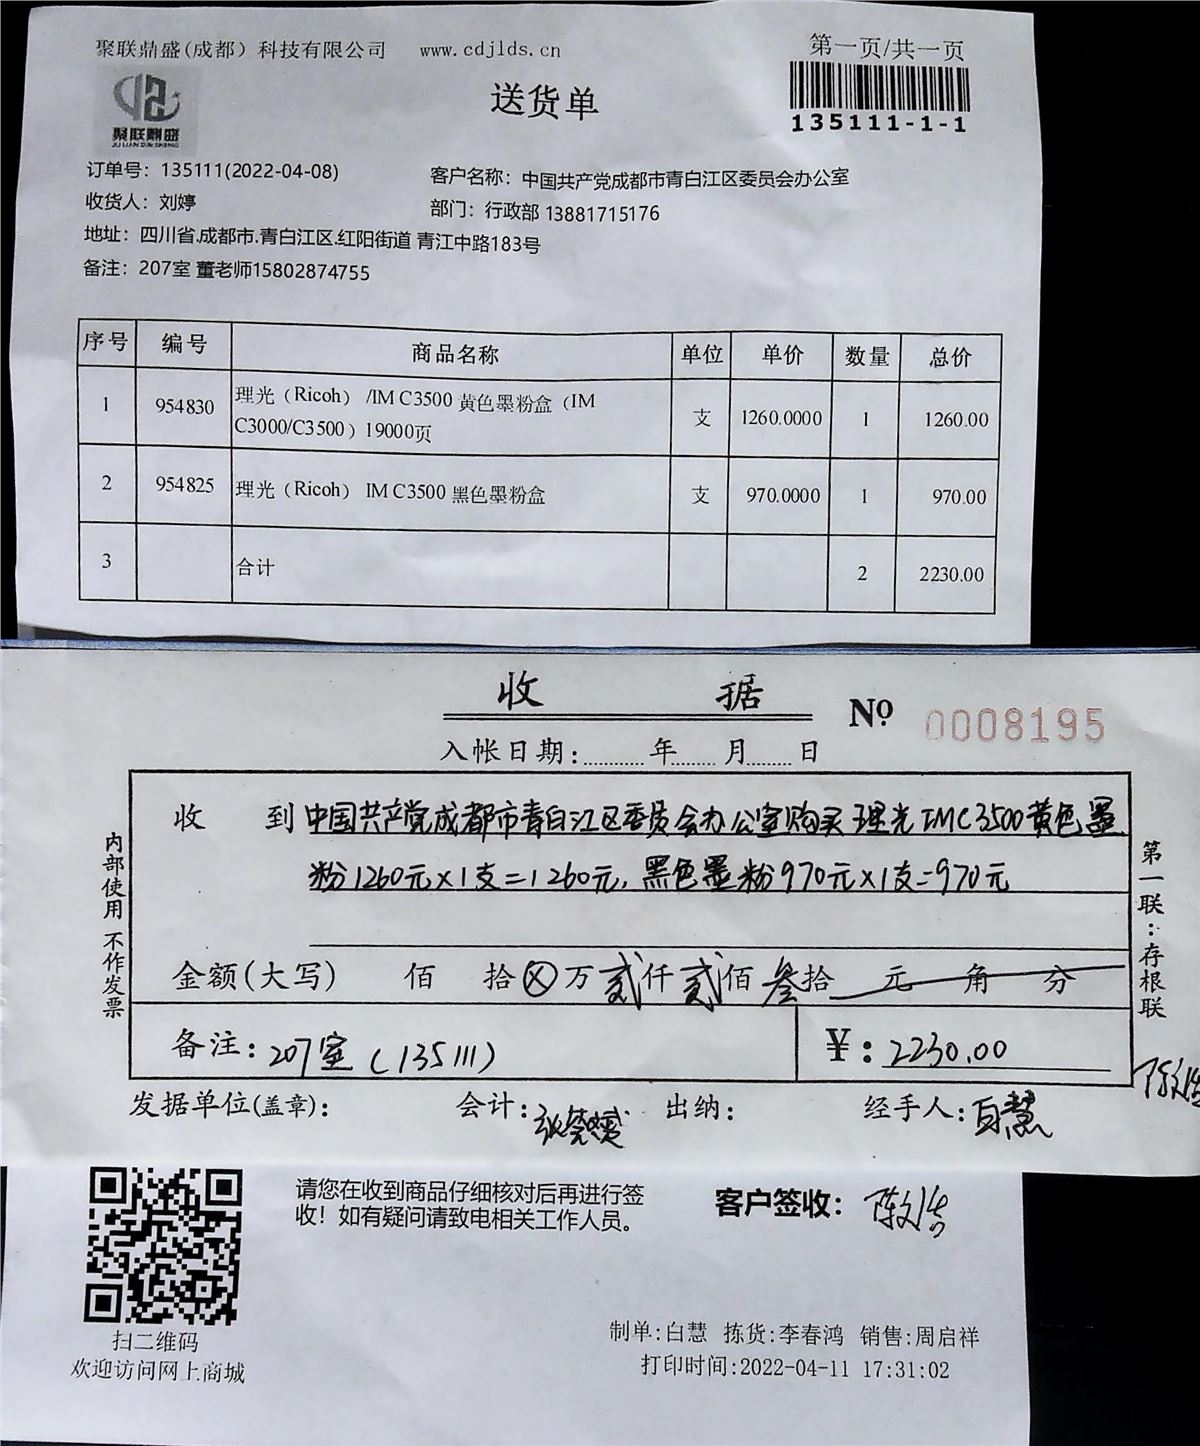 聚联鼎盛(成都)科技有限公司 www.cdjlds.cn
第一页/共一页
聚联鼎盛
JU LIAN DING SHENG
送货单
135111-1-1
订单号：135111(2022-04-08)
客户名称：中国共产党成都市青白江区委员会办公室
收货人：刘婷
部门：行政部 13881715176
地址：四川省.成都市.青白江区.红阳街道 青江中路183号
备注：207室 董老师15802874755
序号 编号 商品名称 单位 单价 数量 总价
1 954830 理光（Ricoh）/IM C3500 黄色墨粉盒（IM
C3000/C3500）19000页 支 1260.0000 1 1260.00
2 954825 理光（Ricoh） IM C3500 黑色墨粉盒 支 970.0000 1 970.00
3 合计 2 2230.00
收 据
№ 0008195
入帐日期： 年 月 日
收 到 中国共产党成都市青白江区委员会办公室购买理光IMC3500黄色墨
粉1260元×1支=1260元，黑色墨粉970元×1支=970元
金额(大写) 佰 拾ⓧ万贰仟贰佰叁拾 元 角 分
备注：207室(135111)
¥：2230.00
发据单位(盖章)： 会计： 出纳： 经手人：白慧
内部使用 不作发票
第一联：存根联
请您在收到商品仔细核对后再进行签
收！如有疑问请致电相关工作人员。
客户签收：
扫二维码
欢迎访问网上商城
制单:白慧 拣货:李春鸿 销售:周启祥
打印时间:2022-04-11 17:31:02